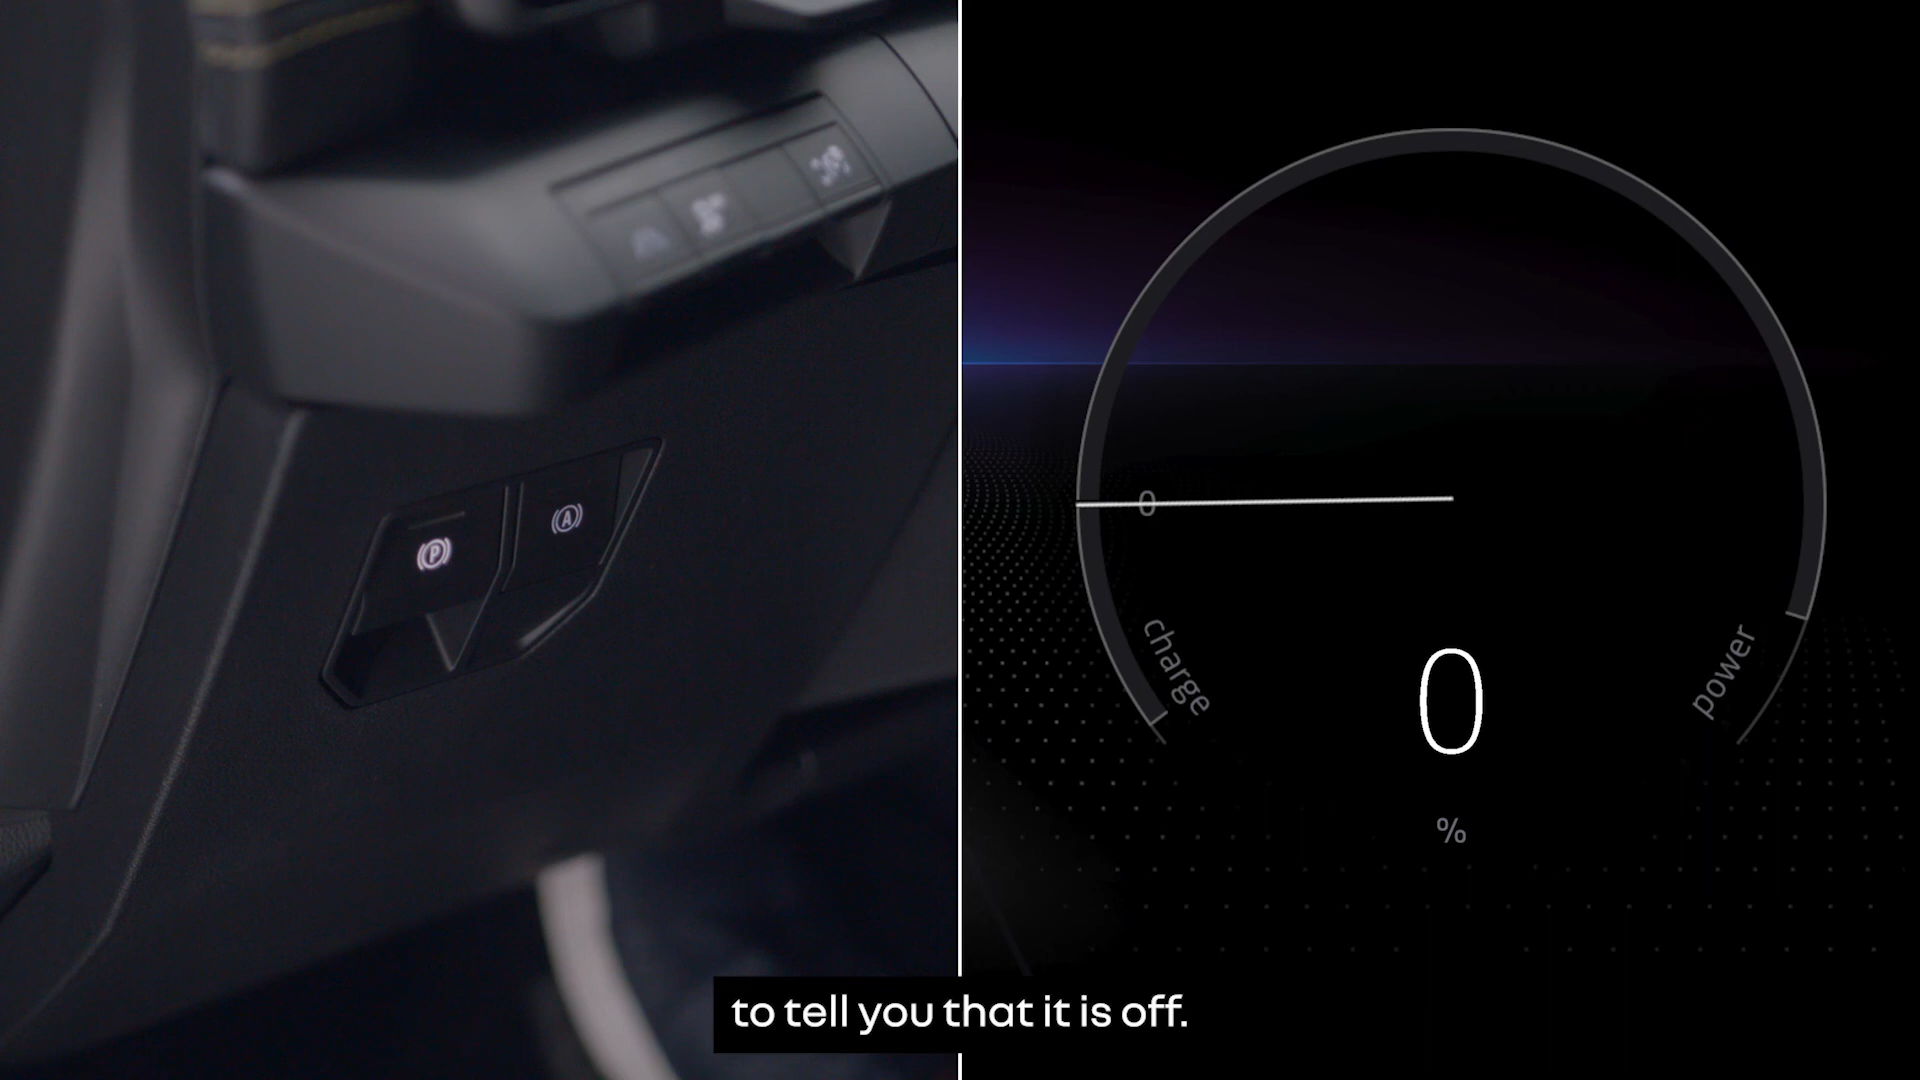 (P)
(A)
0
charge
power
0
%
to tell you that it is off.